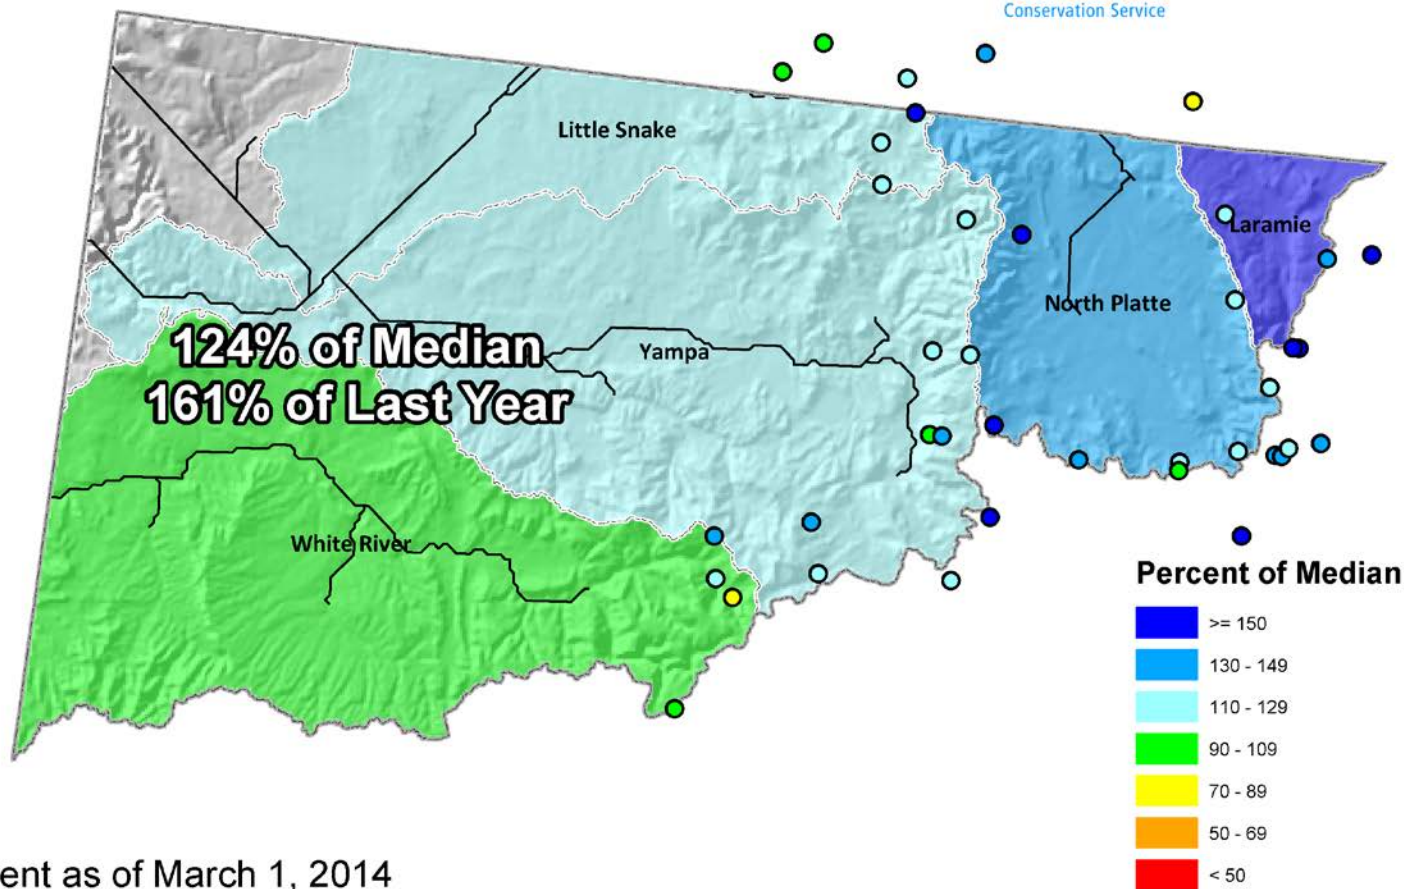 Conservation Service
Little Snake
Laramie
North Platte
124% of Median
Yampa
161% of Last Year
White River
Percent of Median
>= 150
130 - 149
110 - 129
90 - 109
70 - 89
50 - 69
< 50
ent as of March 1, 2014